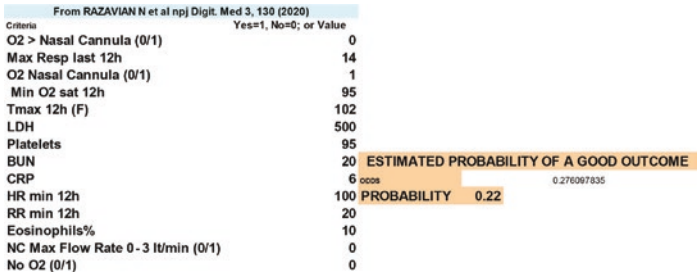 From RAZAVIAN N et al npj Digit. Med 3, 130 (2020)
Criteria Yes=1, No=0; or Value
O2 > Nasal Cannula (0/1) 0
Max Resp last 12h 14
O2 Nasal Cannula (0/1) 1
Min O2 sat 12h 95
Tmax 12h (F) 102
LDH 500
Platelets 95
BUN 20 ESTIMATED PROBABILITY OF A GOOD OUTCOME
CRP 6 ODDS 0.276097835
HR min 12h 100 PROBABILITY 0.22
RR min 12h 20
Eosinophils% 10
NC Max Flow Rate 0-3 lt/min (0/1) 0
No O2 (0/1) 0